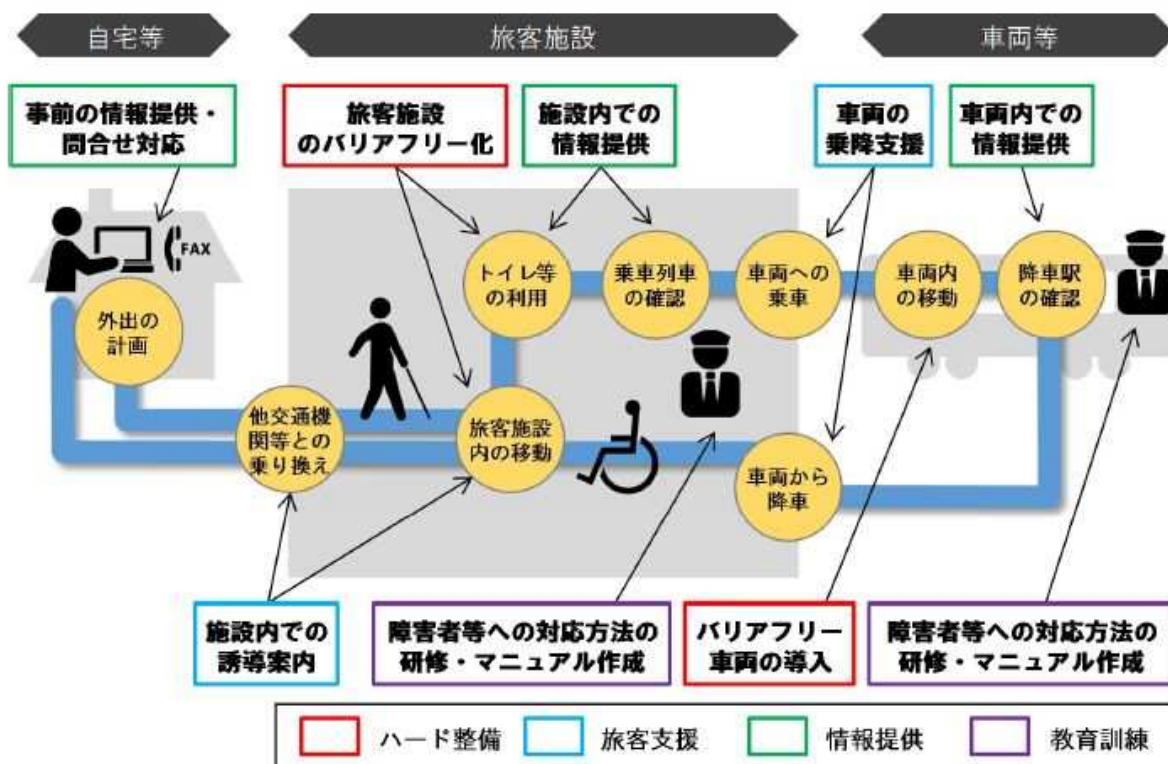 自宅等
旅客施設
車両等
事前の情報提供・
問合せ対応
旅客施設
のバリアフリー化
施設内での
情報提供
車両の
乗降支援
車両内での
情報提供
FAX
外出の
計画
トイレ等
の利用
乗車列車
の確認
車両への
乗車
車両内
の移動
降車駅
の確認
他交通機
関等との
乗り換え
旅客施設
内の移動
車両から
降車
施設内での
誘導案内
障害者等への対応方法の
研修・マニュアル作成
バリアフリー
車両の導入
障害者等への対応方法の
研修・マニュアル作成
ハード整備
旅客支援
情報提供
教育訓練